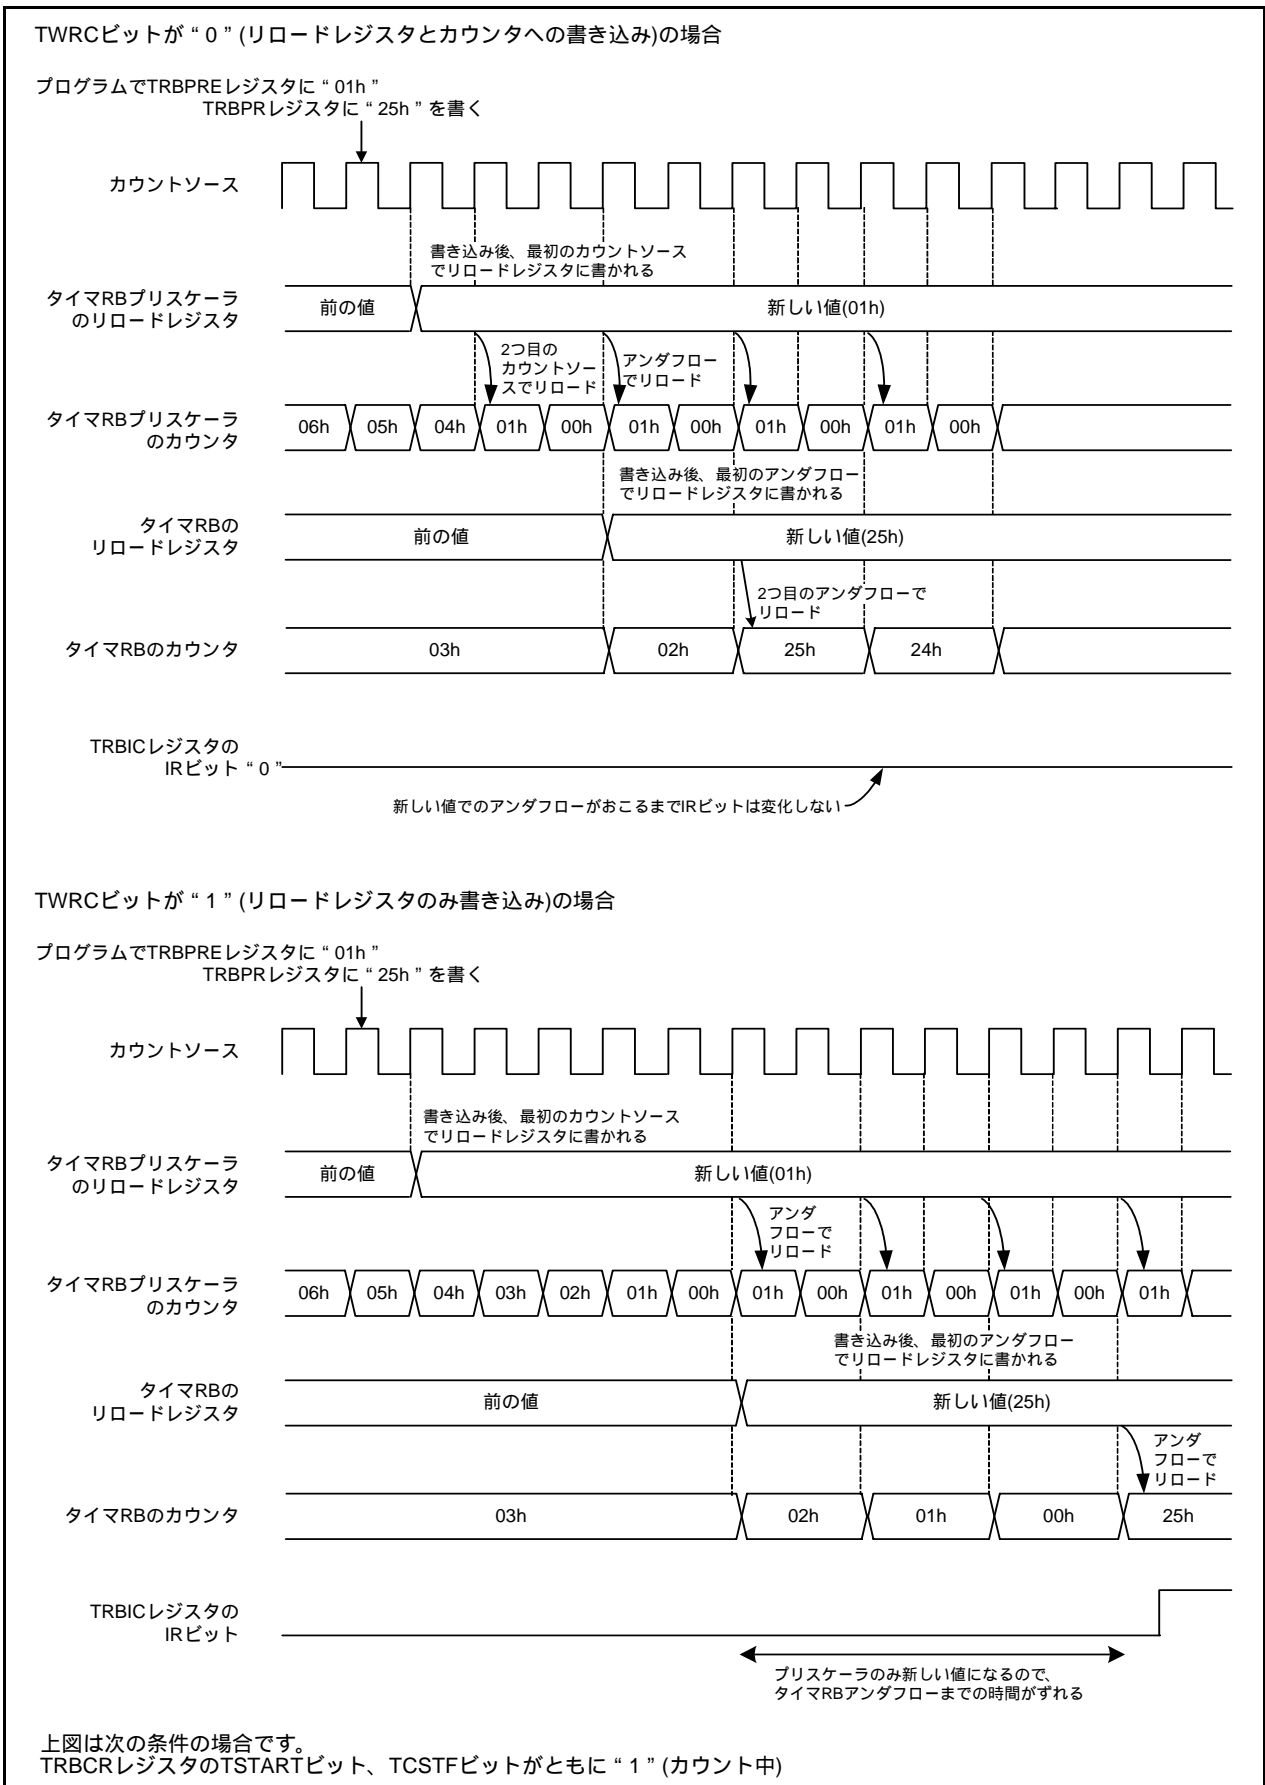 TWRCビットが“0”(リロードレジスタとカウンタへの書き込み)の場合
プログラムでTRBPREレジスタに“01h”
TRBPRレジスタに“25h”を書く
カウントソース
書き込み後、最初のカウントソース
でリロードレジスタに書かれる
タイマRBプリスケーラ
のリロードレジスタ
前の値
新しい値(01h)
2つ目の
カウントソー
スでリロード
アンダフロー
でリロード
タイマRBプリスケーラ
のカウンタ
06h 05h 04h 01h 00h 01h 00h 01h 00h 01h 00h
書き込み後、最初のアンダフロー
でリロードレジスタに書かれる
タイマRBの
リロードレジスタ
前の値
新しい値(25h)
2つ目のアンダフローで
リロード
タイマRBのカウンタ
03h 02h 25h 24h
TRBICレジスタの
IRビット“0”
新しい値でのアンダフローがおこるまでIRビットは変化しない
TWRCビットが“1”(リロードレジスタのみ書き込み)の場合
プログラムでTRBPREレジスタに“01h”
TRBPRレジスタに“25h”を書く
カウントソース
書き込み後、最初のカウントソース
でリロードレジスタに書かれる
タイマRBプリスケーラ
のリロードレジスタ
前の値
新しい値(01h)
アンダ
フローで
リロード
タイマRBプリスケーラ
のカウンタ
06h 05h 04h 03h 02h 01h 00h 01h 00h 01h 00h 01h 00h 01h
書き込み後、最初のアンダフロー
でリロードレジスタに書かれる
タイマRBの
リロードレジスタ
前の値
新しい値(25h)
アンダ
フローで
リロード
タイマRBのカウンタ
03h 02h 01h 00h 25h
TRBICレジスタの
IRビット
プリスケーラのみ新しい値になるので、
タイマRBアンダフローまでの時間がずれる
上図は次の条件の場合です。
TRBCRレジスタのTSTARTビット、TCSTFビットがともに“1”(カウント中)